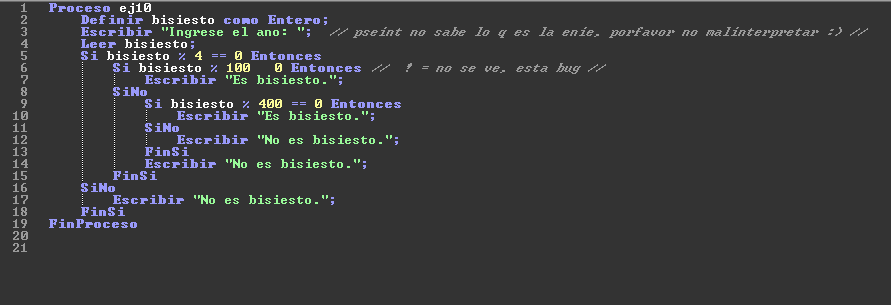 1 Proceso ej10
2 Definir bisiesto como Entero;
3 Escribir "Ingrese el ano: "; // pseint no sabe lo q es la enie, porfavor no malinterpretar :) //
4 Leer bisiesto;
5 Si bisiesto % 4 == 0 Entonces
6 Si bisiesto % 100 0 Entonces // ! = no se ve, esta bug //
7 Escribir "Es bisiesto.";
8 SiNo
9 Si bisiesto % 400 == 0 Entonces
10 Escribir "Es bisiesto.";
11 SiNo
12 Escribir "No es bisiesto.";
13 FinSi
14 Escribir "No es bisiesto.";
15 FinSi
16 SiNo
17 Escribir "No es bisiesto.";
18 FinSi
19 FinProceso
20
21